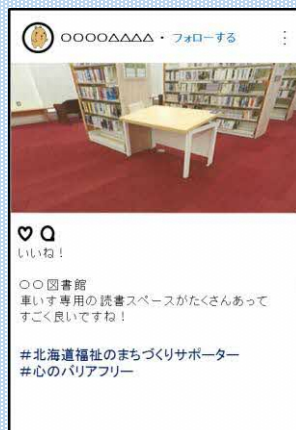 ○○○○△△△△・フォローする
いいね！
○○図書館
車いす専用の読書スペースがたくさんあって
すごく良いですね！
#北海道福祉のまちづくりサポーター
#心のバリアフリー